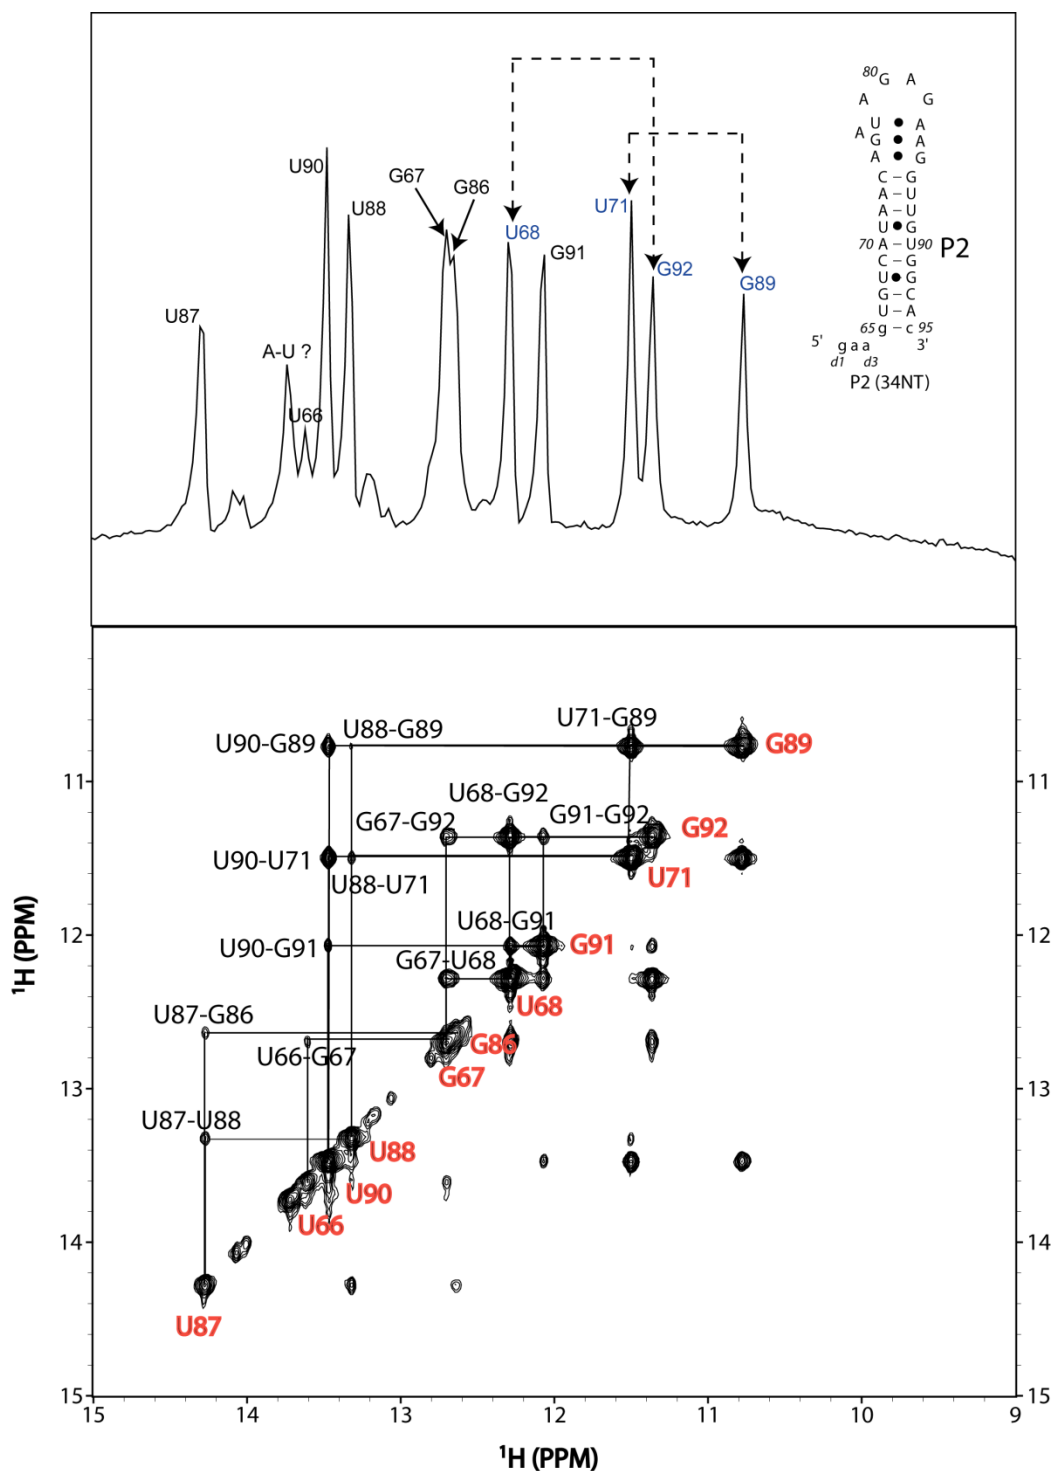 U90
G67
G86
U88
U68
G91
U71
G92
G89
U87
A-U ?
U66
80 G A
A G
U A
A G A
A G
C – G
A – U
A – U
U G
70 A – U 90
C – G
U G
G – C
U – A
65 g – c 95
5' g a a 3'
d1 d3
P2 (34NT)
P2
U90-G89
U88-G89
U71-G89
G89
U68-G92
G67-G92
G91-G92
G92
U90-U71
U88-U71
U71
U68-G91
U90-G91
G91
G67-U68
U68
U87-G86
U66-G67
G86
G67
U87-U88
U88
U90
U66
U87
11
12
13
14
15
11
12
13
14
15
15 14 13 12 11 10 9
¹H (PPM)
¹H (PPM)